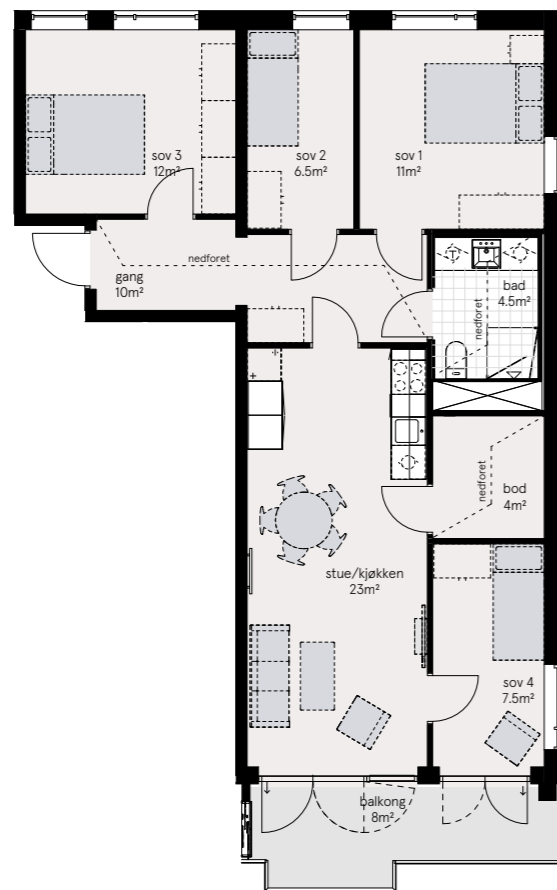 sov 3
12m²
sov 2
6.5m²
sov 1
11m²
nedforet
gang
10m²
bad
4.5m²
nedforet
nedforet
bod
4m²
stue/kjøkken
23m²
sov 4
7.5m²
balkong
8m²